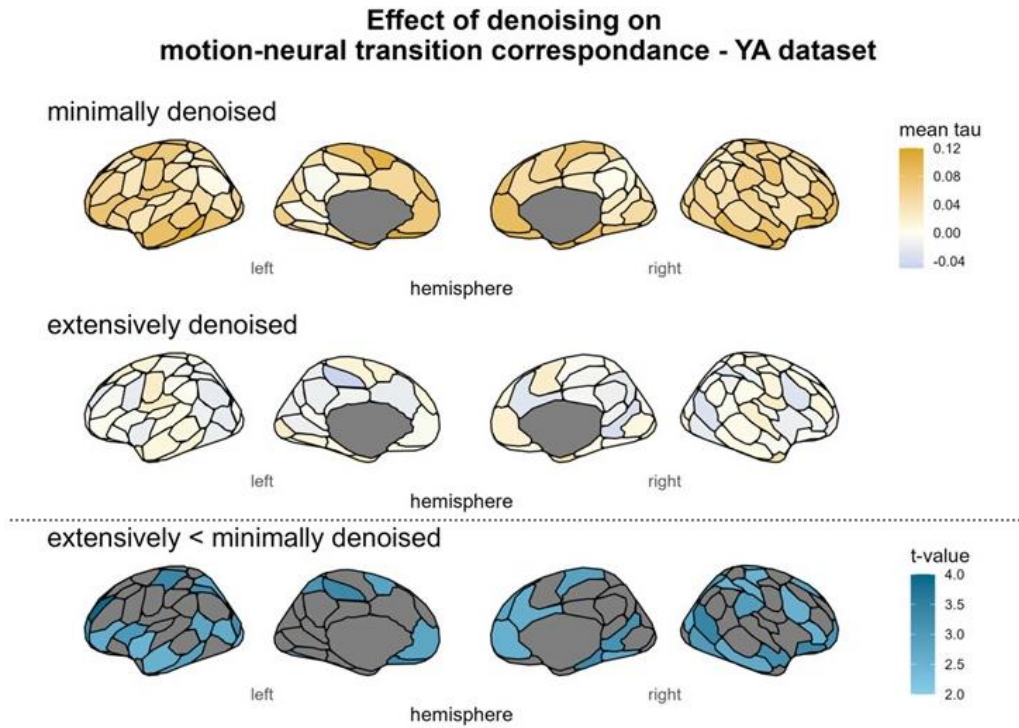 Effect of denoising on
motion-neural transition correspondance - YA dataset
minimally denoised
mean tau
0.12
0.08
0.04
0.00
-0.04
left
right
hemisphere
extensively denoised
left
right
hemisphere
extensively < minimally denoised
t-value
4.0
3.5
3.0
2.5
2.0
left
right
hemisphere